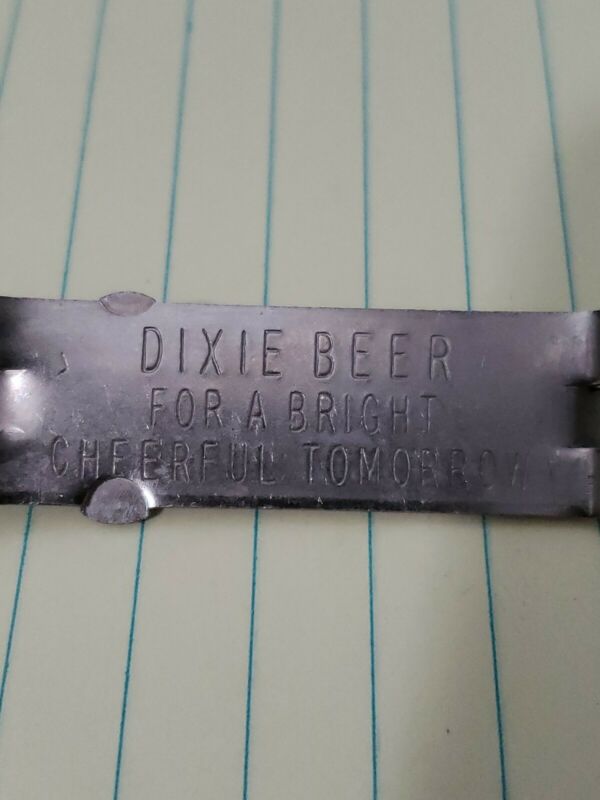 DIXIE BEER
FOR A BRIGHT
CHEERFUL TOMORROW